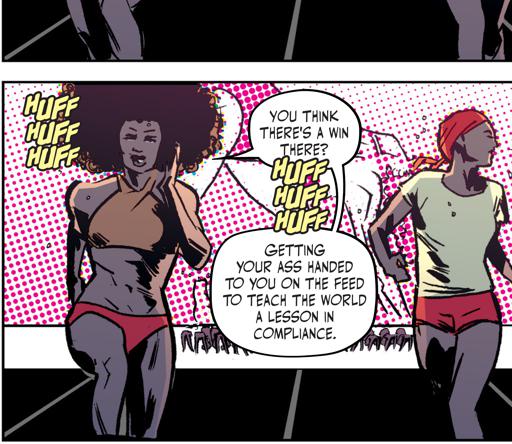 HUFF
HUFF
HUFF
YOU THINK
THERE'S A WIN
THERE?
HUFF
HUFF
HUFF
GETTING
YOUR ASS HANDED
TO YOU ON THE FEED
TO TEACH THE WORLD
A LESSON IN
COMPLIANCE.